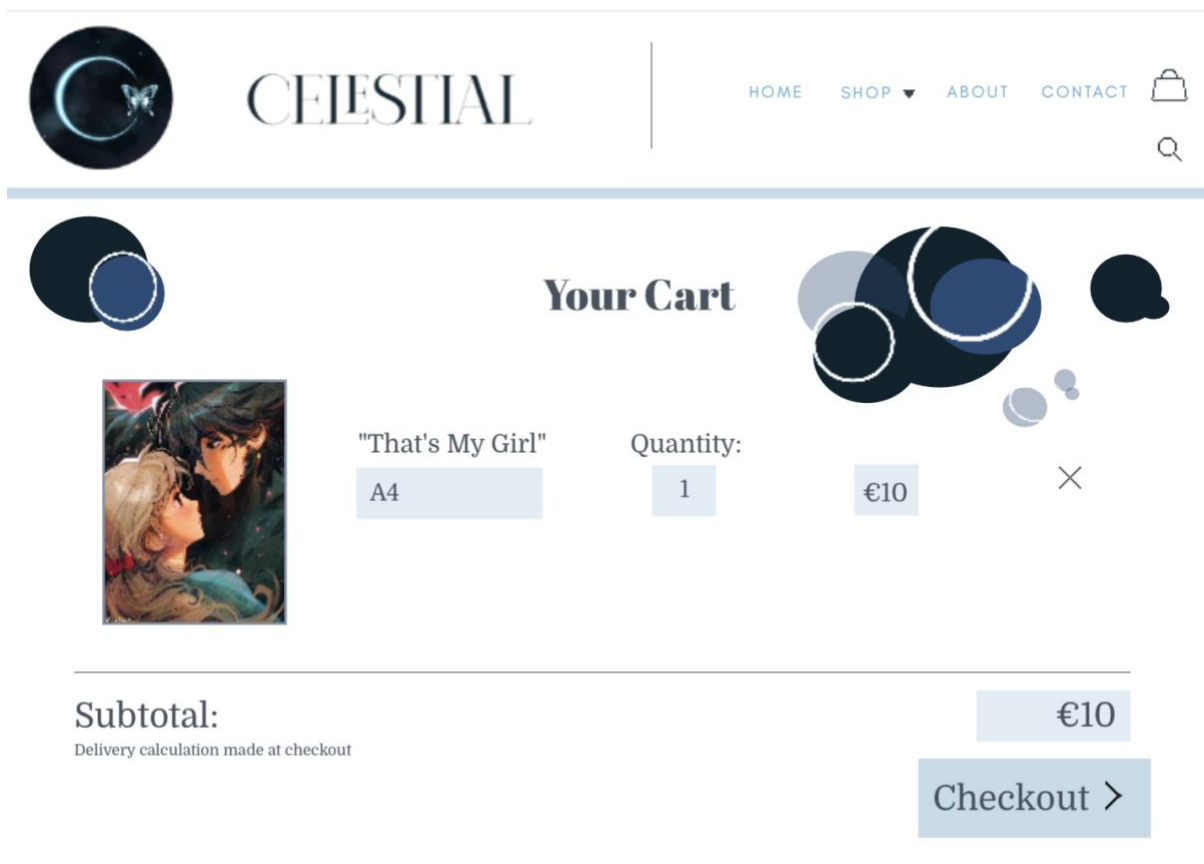 CELESTIAL
HOME SHOP ABOUT CONTACT
Your Cart
"That's My Girl" Quantity:
A4 1 €10
Subtotal: €10
Delivery calculation made at checkout
Checkout